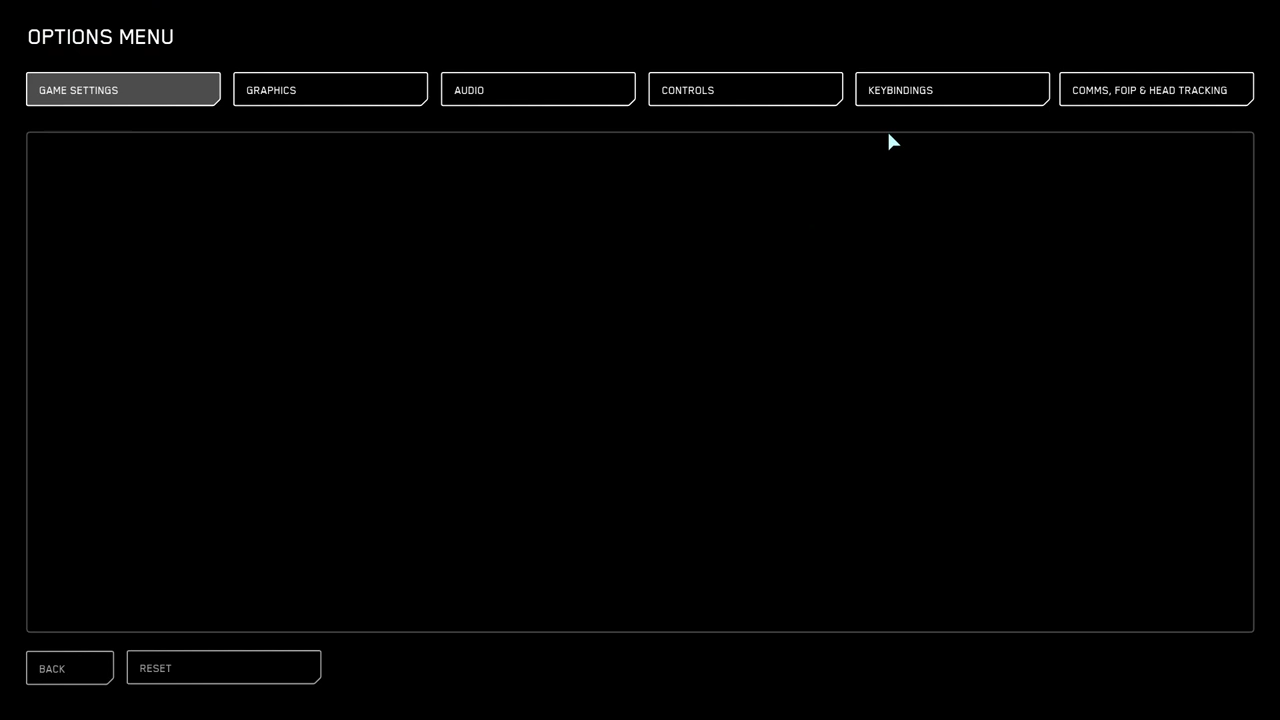 OPTIONS MENU
GAME SETTINGS
GRAPHICS
AUDIO
CONTROLS
KEYBINDINGS
COMMS, FOIP & HEAD TRACKING
BACK
RESET